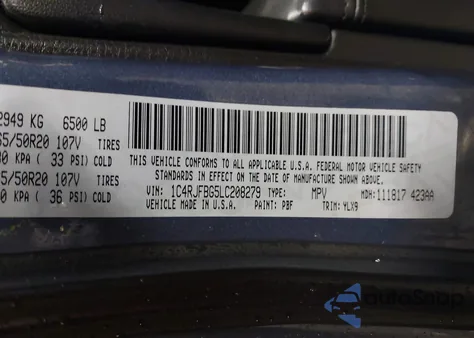 2949 KG 6500 LB
5/50R20 107V TIRES
0 KPA ( 33 PSI) COLD
5/50R20 107V TIRES
0 KPA ( 36 PSI) COLD
THIS VEHICLE CONFORMS TO ALL APPLICABLE U.S.A. FEDERAL MOTOR VEHICLE SAFETY
STANDARDS IN EFFECT ON THE DATE OF MANUFACTURE SHOWN ABOVE
VIN: 1C4RJFBG5LC208279 TYPE: MPV MDH: 111817 423AA
VEHICLE MADE IN U.S.A. PAINT: PBF TRIM: YLX9
AutoSnap